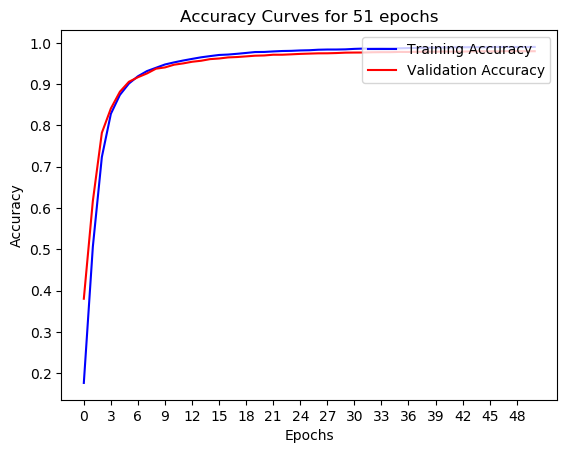 Accuracy Curves for 51 epochs
Training Accuracy
Validation Accuracy
1.0
0.9
0.8
0.7
0.6
0.5
0.4
0.3
0.2
Accuracy
0 3 6 9 12 15 18 21 24 27 30 33 36 39 42 45 48
Epochs